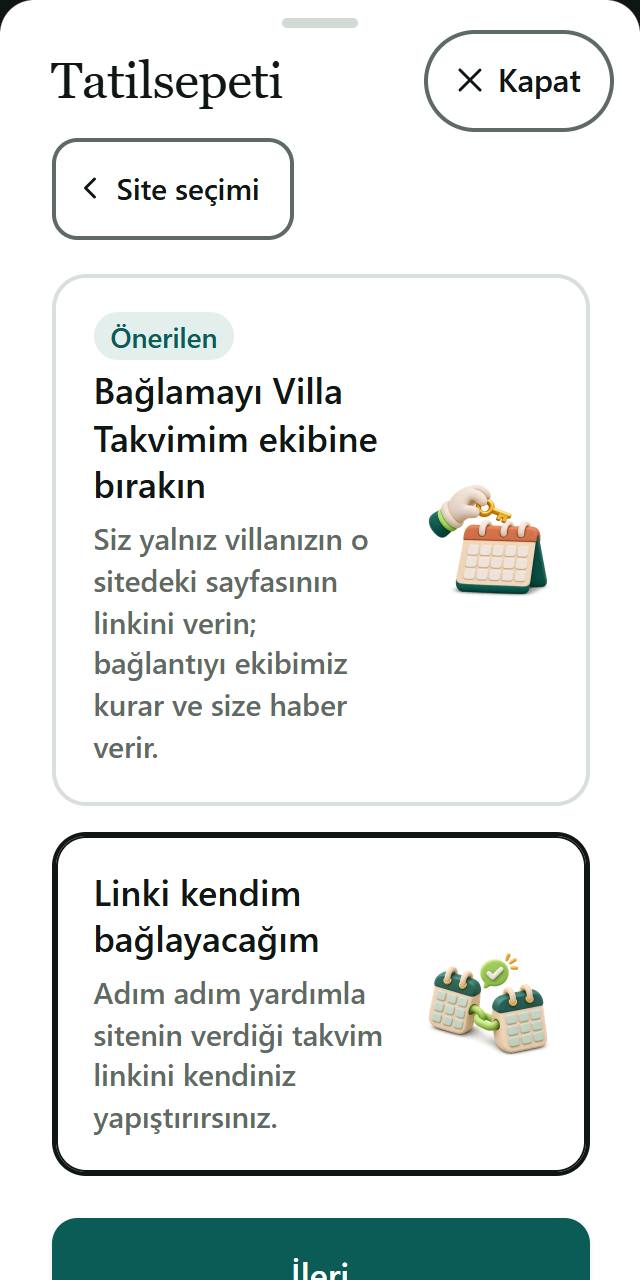 Tatilsepeti
Kapat
Site seçimi
Önerilen
Bağlamayı Villa
Takvimim ekibine
bırakın
Siz yalnız villanızın o
sitedeki sayfasının
linkini verin;
bağlantıyı ekibimiz
kurar ve size haber
verir.
Linki kendim
bağlayacağım
Adım adım yardımla
sitenin verdiği takvim
linkini kendiniz
yapıştırırsınız.
İleri